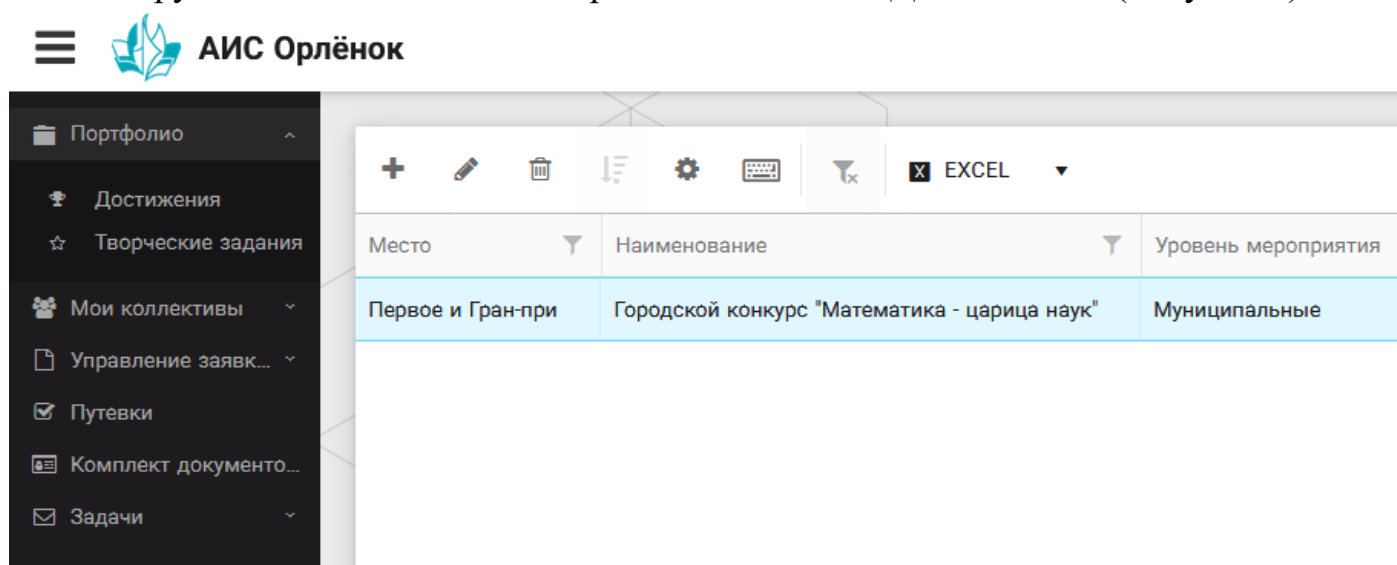 АИС Орлёнок
Портфолио
Достижения
Творческие задания
Мои коллективы
Управление заявк...
Путевки
Комплект документо...
Задачи
EXCEL
Место Наименование Уровень мероприятия
Первое и Гран-при Городской конкурс "Математика - царица наук" Муниципальные